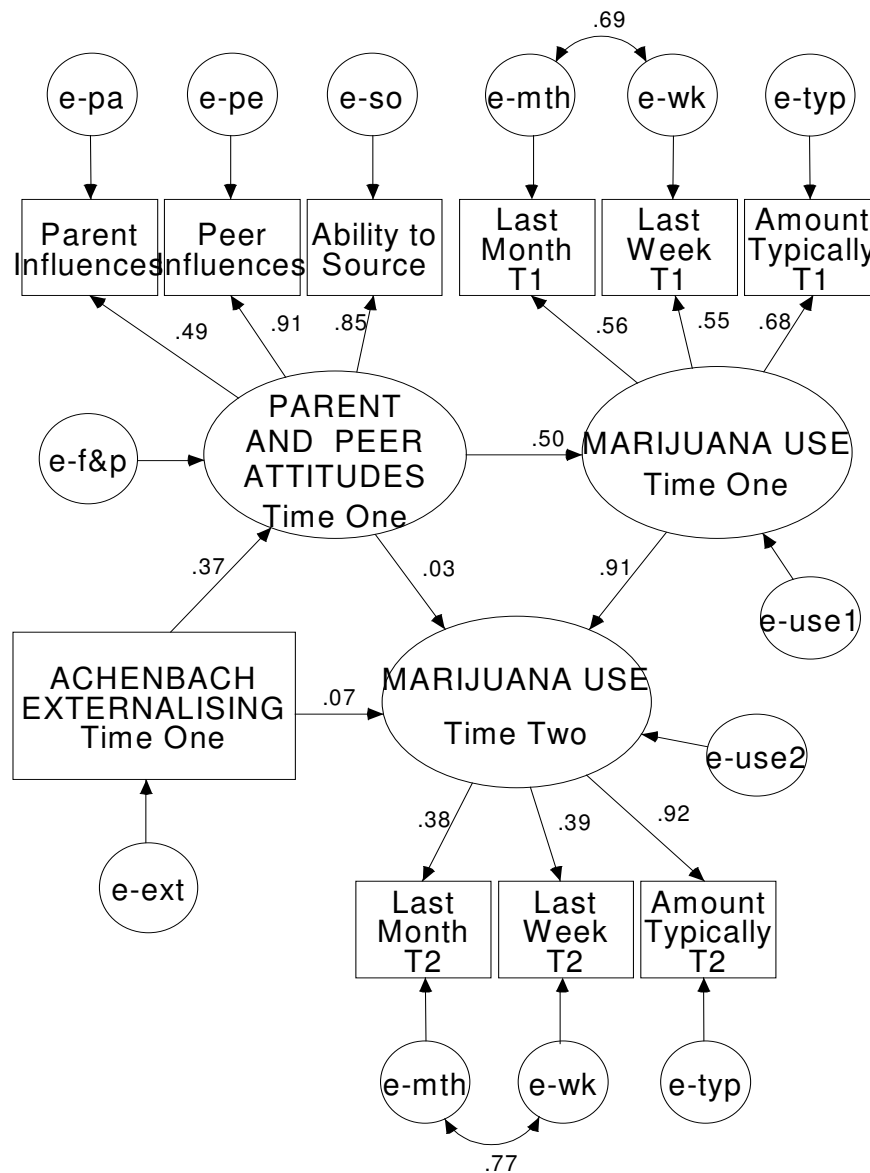 .69
e-pa
e-pe
e-so
e-mth
e-wk
e-typ
Parent
Influences
Peer
Influences
Ability to
Source
Last
Month
T1
Last
Week
T1
Amount
Typically
T1
.49
.91
.85
.56
.55
.68
PARENT
AND PEER
ATTITUDES
Time One
e-f&p
.50
MARIJUANA USE
Time One
.37
.03
.91
e-use1
ACHENBACH
EXTERNALISING
Time One
.07
MARIJUANA USE
Time Two
e-use2
e-ext
.38
.39
.92
Last
Month
T2
Last
Week
T2
Amount
Typically
T2
e-mth
e-wk
e-typ
.77